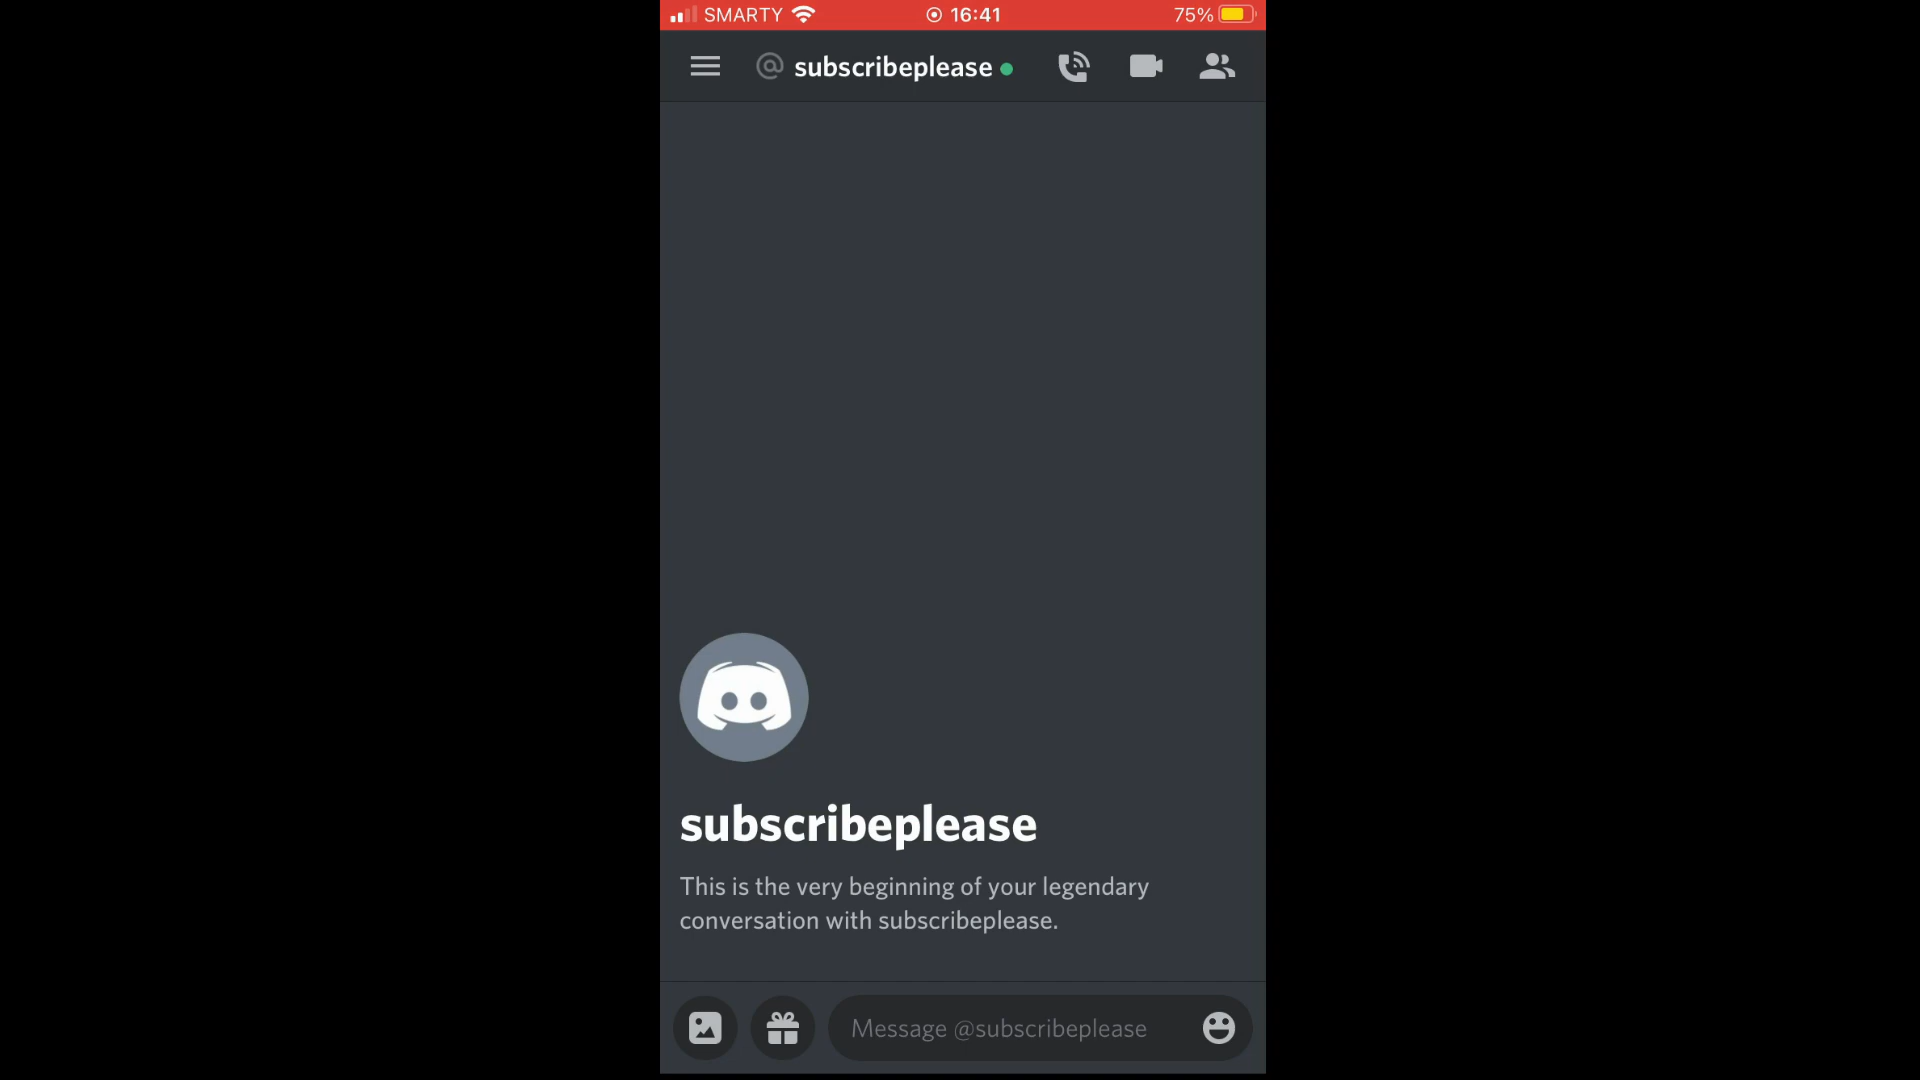 SMARTY 16:41 75%
@ subscribeplease
subscribeplease
This is the very beginning of your legendary
conversation with subscribeplease.
Message @subscribeplease